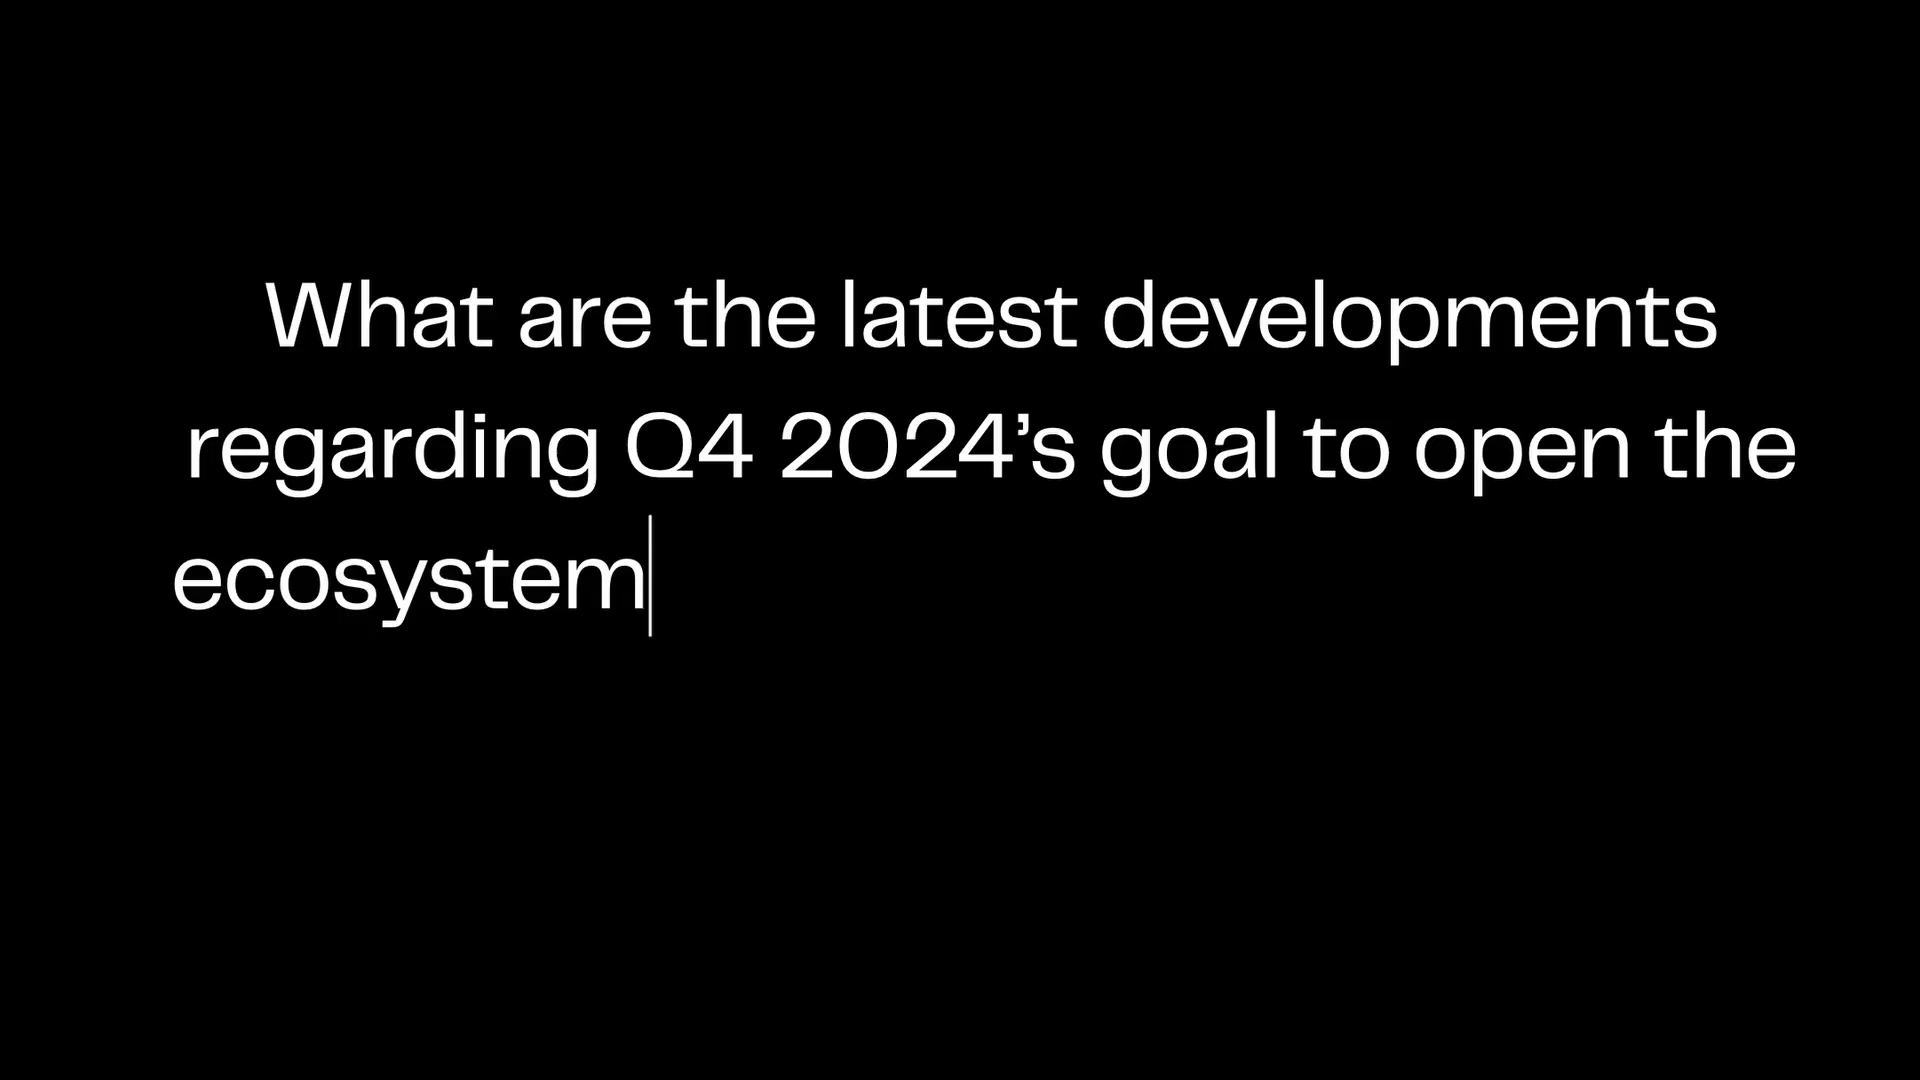 What are the latest developments
regarding Q4 2024’s goal to open the
ecosystem